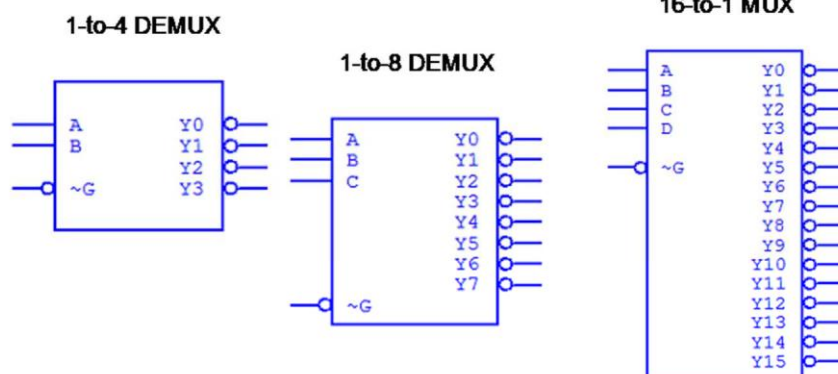 1-to-4 DEMUX
A
B
~G
Y0
Y1
Y2
Y3
1-to-8 DEMUX
A
B
C
~G
Y0
Y1
Y2
Y3
Y4
Y5
Y6
Y7
16-to-1 MUX
A
B
C
D
~G
Y0
Y1
Y2
Y3
Y4
Y5
Y6
Y7
Y8
Y9
Y10
Y11
Y12
Y13
Y14
Y15